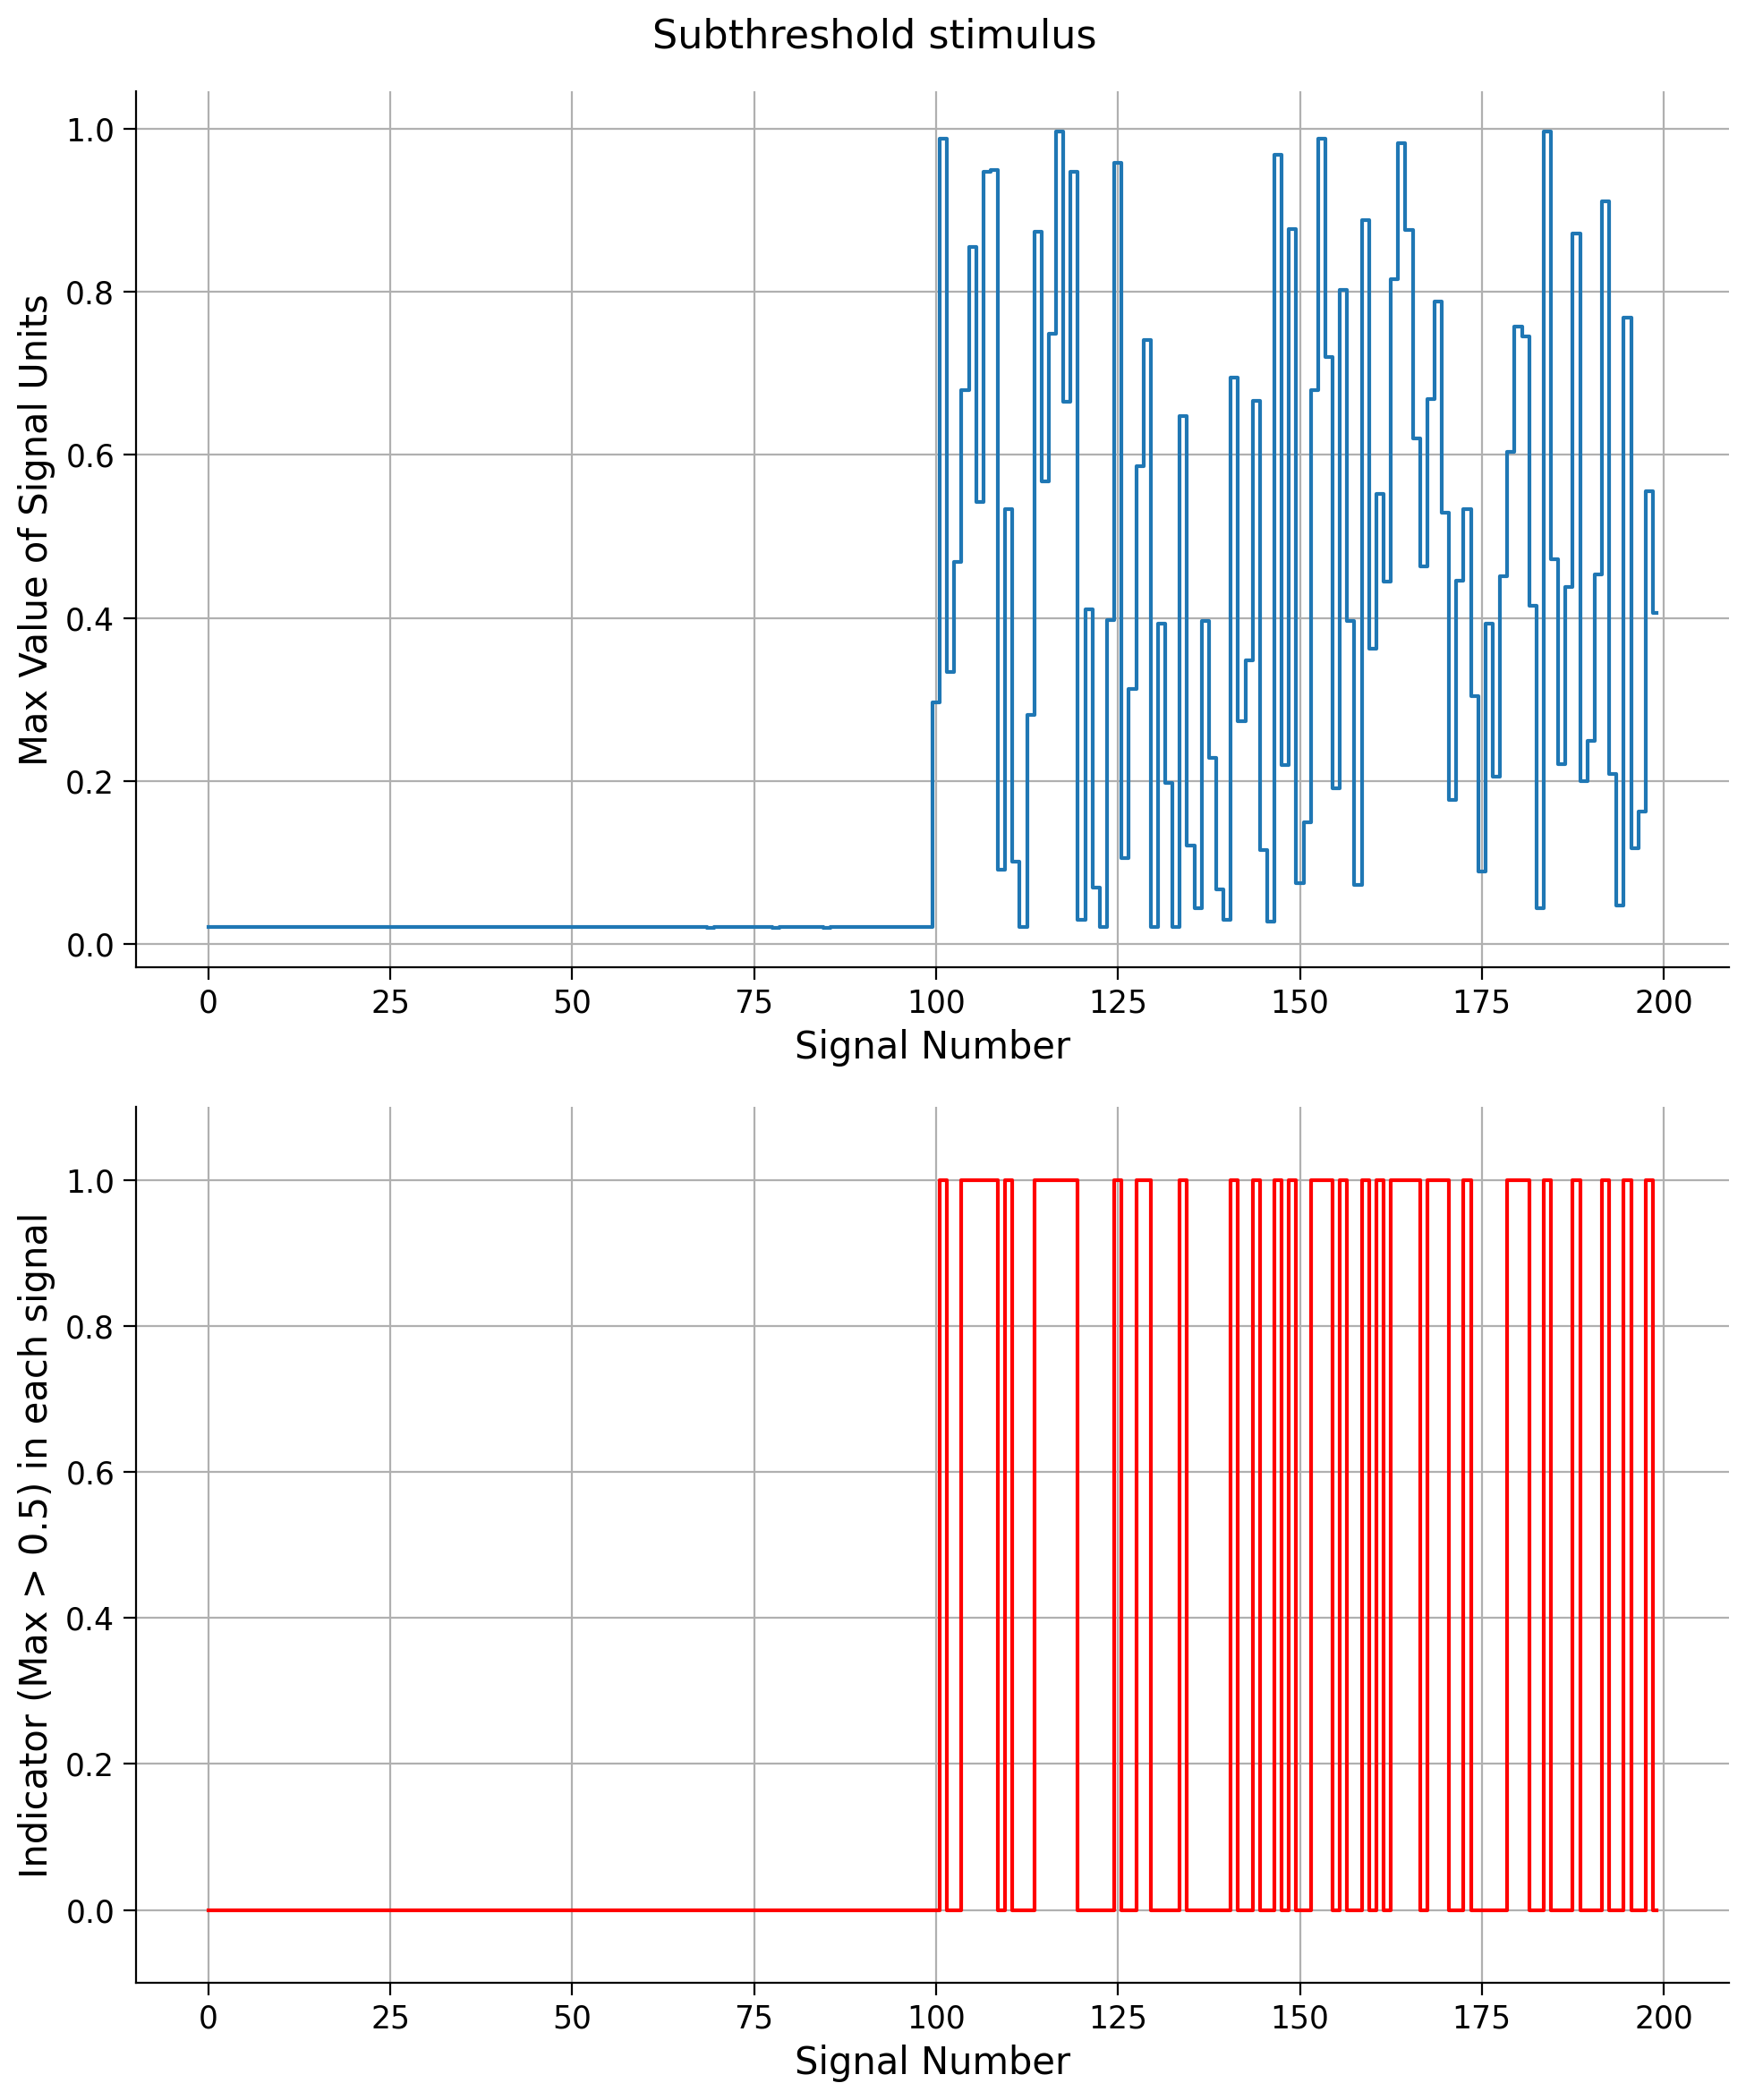 Subthreshold stimulus
Max Value of Signal Units
1.0
0.8
0.6
0.4
0.2
0.0
0 25 50 75 100 125 150 175 200
Signal Number
Indicator (Max > 0.5) in each signal
1.0
0.8
0.6
0.4
0.2
0.0
0 25 50 75 100 125 150 175 200
Signal Number